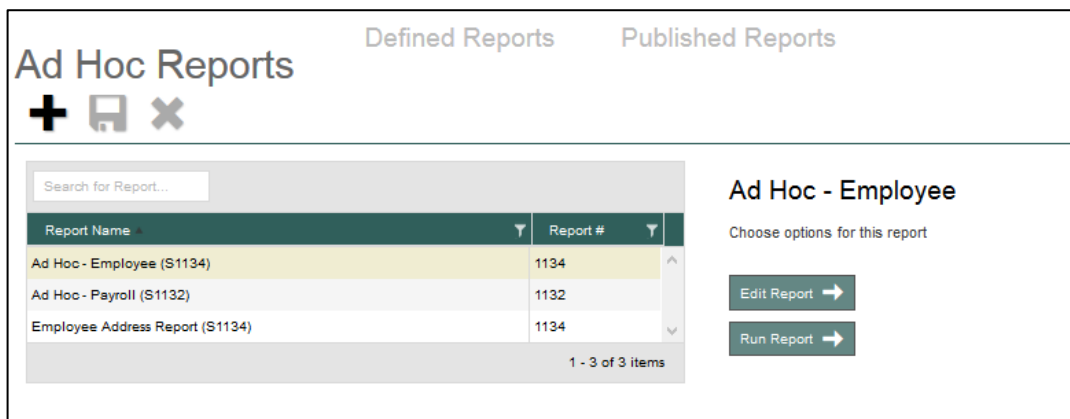 Defined Reports Published Reports
Ad Hoc Reports
Search for Report...
Report Name Report #
Ad Hoc - Employee (S1134) 1134
Ad Hoc - Payroll (S1132) 1132
Employee Address Report (S1134) 1134
1 - 3 of 3 items
Ad Hoc - Employee
Choose options for this report
Edit Report
Run Report